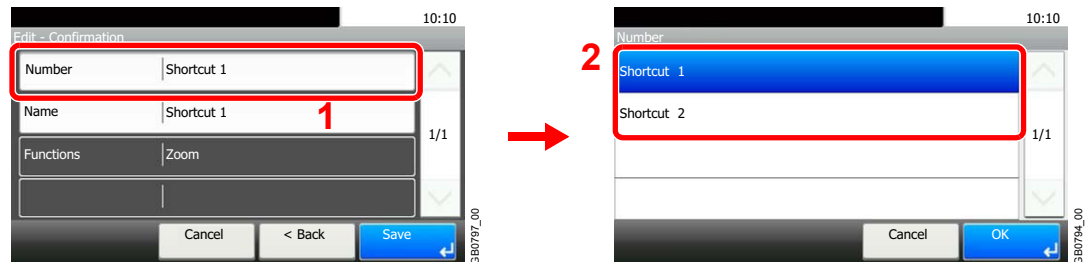 10:10
Edit - Confirmation
Number Shortcut 1
Name Shortcut 1
1
1/1
Functions Zoom
Cancel < Back Save
GB0797_00
10:10
Number
2
Shortcut 1
Shortcut 2
1/1
Cancel OK
GB0794_00